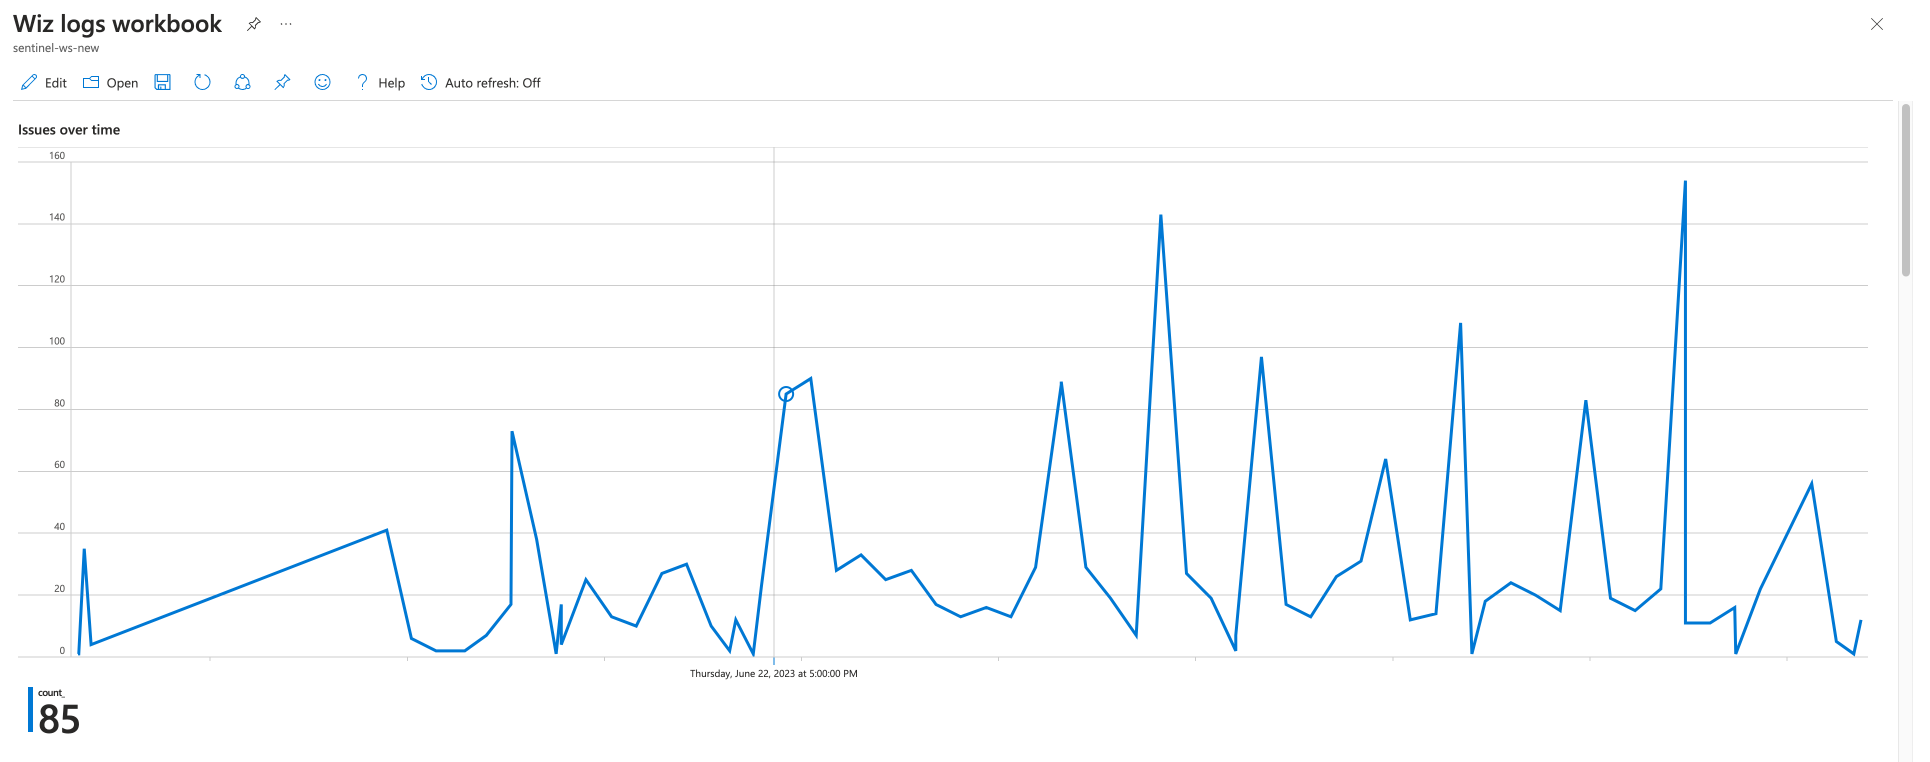 Wiz logs workbook
sentinel-ws-new
Edit Open Help Auto refresh: Off
Issues over time
160
140
120
100
80
60
40
20
0
Thursday, June 22, 2023 at 5:00:00 PM
count_
85